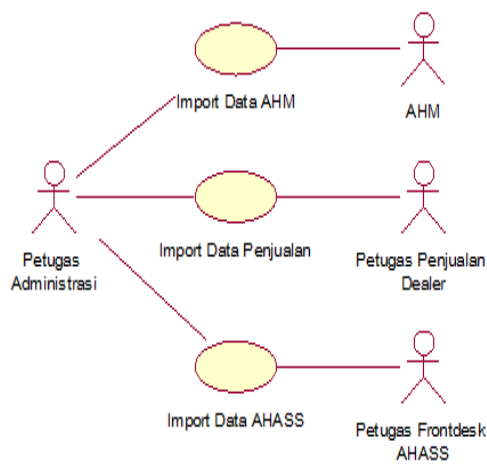 Import Data AHM
AHM
Petugas
Administrasi
Import Data Penjualan
Petugas Penjualan
Dealer
Import Data AHASS
Petugas Frontdesk
AHASS